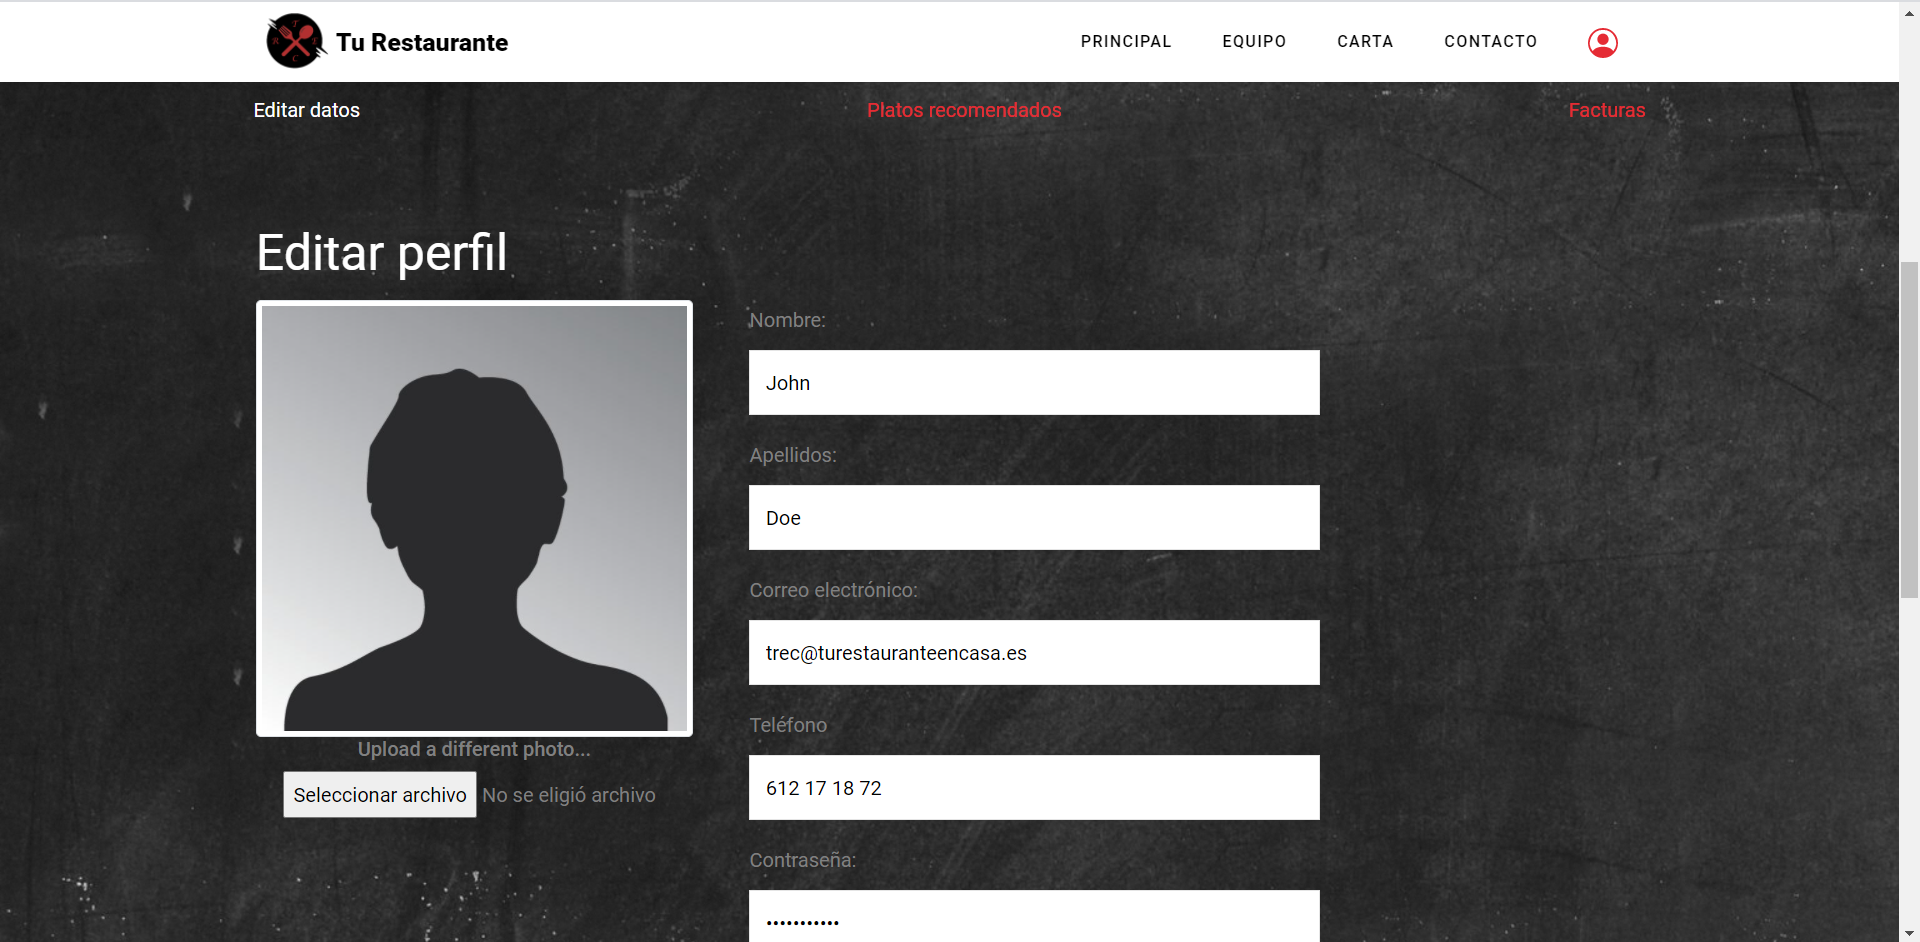 Tu Restaurante
PRINCIPAL EQUIPO CARTA CONTACTO
Editar datos Platos recomendados Facturas
Editar perfil
Nombre:
John
Apellidos:
Doe
Correo electrónico:
trec@turestauranteencasa.es
Teléfono
612 17 18 72
Upload a different photo...
Seleccionar archivo No se eligió archivo
Contraseña:
•••••••••••